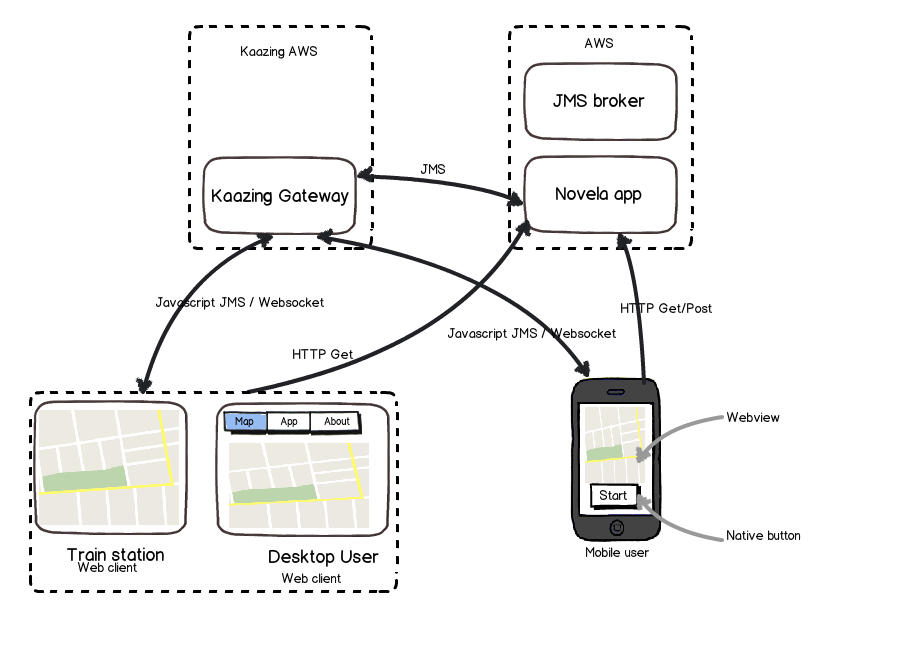 Kaazing AWS
AWS
JMS broker
JMS
Kaazing Gateway
Novela app
Javascript JMS / Websocket
HTTP Get/Post
Javascript JMS / Websocket
HTTP Get
Map
App
About
Webview
Start
Native button
Train station
Web client
Desktop User
Web client
Mobile user